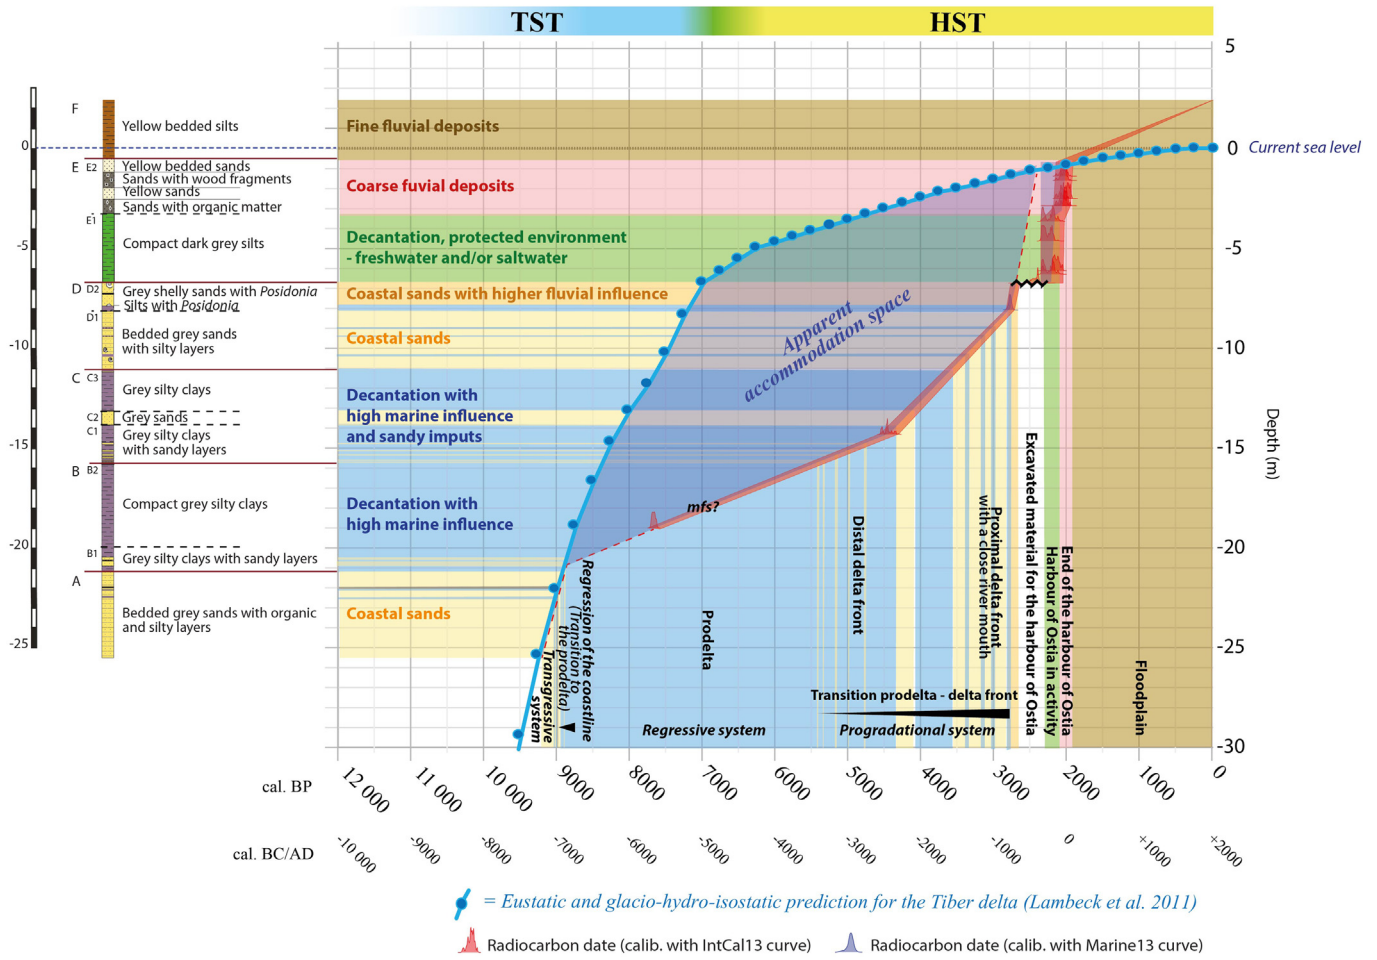 TST
HST
5
0
-5
-10
-15
-20
-25
-30
Depth (m)
Current sea level
0
-5
-10
-15
-20
-25
F
Yellow bedded silts
E
E2
Yellow bedded sands
Sands with wood fragments
Yellow sands
Sands with organic matter
E1
Compact dark grey silts
D
D2
Grey shelly sands with Posidonia
Silts with Posidonia
D1
Bedded grey sands
with silty layers
C
C3
Grey silty clays
C2
Grey sands
C1
Grey silty clays
with sandy layers
B
B2
Compact grey silty clays
B1
Grey silty clays with sandy layers
A
Bedded grey sands with organic
and silty layers
Fine fluvial deposits
Coarse fuvial deposits
Decantation, protected environment
- freshwater and/or saltwater
Coastal sands with higher fluvial influence
Coastal sands
Decantation with
high marine influence
and sandy imputs
Decantation with
high marine influence
Coastal sands
Apparent
accommodation space
mfs?
Transgressive
system
Regression of the coastline
(Transition to
the prodelta)
Prodelta
Regressive system
Distal delta front
Transition prodelta - delta front
Progradational system
Proximal delta front
with a close river mouth
Excavated material for the harbour of Ostia
Harbour of Ostia in activity
End of the harbour of Ostia
Floodplain
cal. BP
12 000
11 000
10 000
9000
8000
7000
6000
5000
4000
3000
2000
1000
0
cal. BC/AD
-10 000
-9000
-8000
-7000
-6000
-5000
-4000
-3000
-2000
-1000
0
+1000
+2000
= Eustatic and glacio-hydro-isostatic prediction for the Tiber delta (Lambeck et al. 2011)
Radiocarbon date (calib. with IntCal13 curve)
Radiocarbon date (calib. with Marine13 curve)